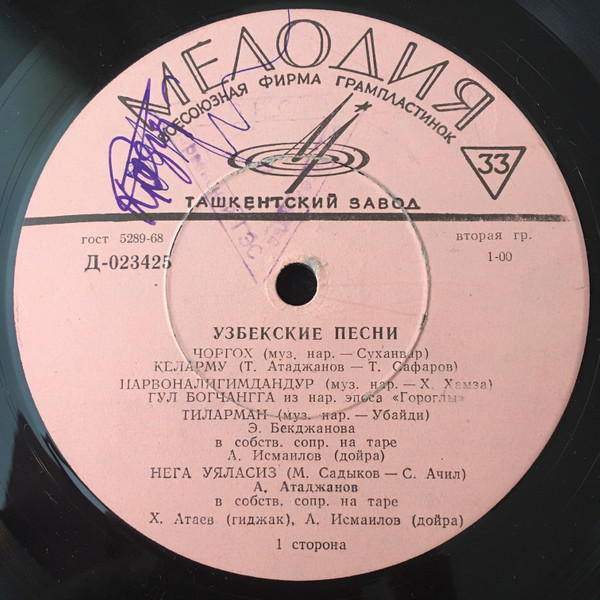 МЕЛОДИЯ
ВСЕСОЮЗНАЯ ФИРМА ГРАМПЛАСТИНОК
33
ТАШКЕНТСКИЙ ЗАВОД
гост 5289-68
вторая гр.
Д-023425
1-00
УЗБЕКСКИЕ ПЕСНИ
ЧОРГОХ (муз. нар. — Суханвар)
КЕЛАРМУ (Т. Атаджанов — Т. Сафаров)
ПАРВОНАЛИГИМДАНДУР (муз. нар. — Х. Хамза)
ГУЛ БОГЧАНГГА из нар. эпоса «Гороглы»
ТИЛАРМАН (муз. нар. — Убайди)
Э. Бекджанова
в собств. сопр. на таре
А. Исмаилов (дойра)
НЕГА УЯЛАСИЗ (М. Садыков — С. Ачил)
А. Атаджанов
в собств. сопр. на таре
Х. Атаев (гиджак), А. Исмаилов (дойра)
1 сторона